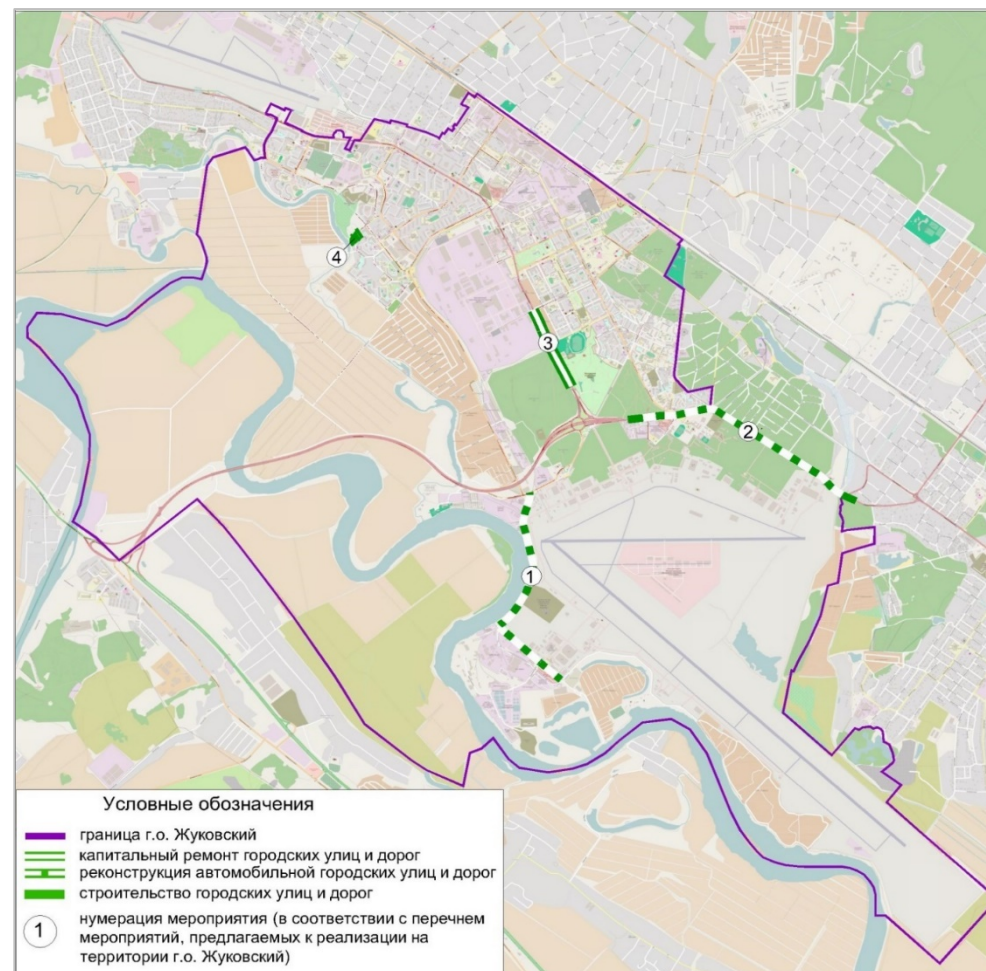 4
3
2
1
Условные обозначения
граница г.о. Жуковский
капитальный ремонт городских улиц и дорог
реконструкция автомобильной городских улиц и дорог
строительство городских улиц и дорог
1
нумерация мероприятия (в соответствии с перечнем
мероприятий, предлагаемых к реализации на
территории г.о. Жуковский)